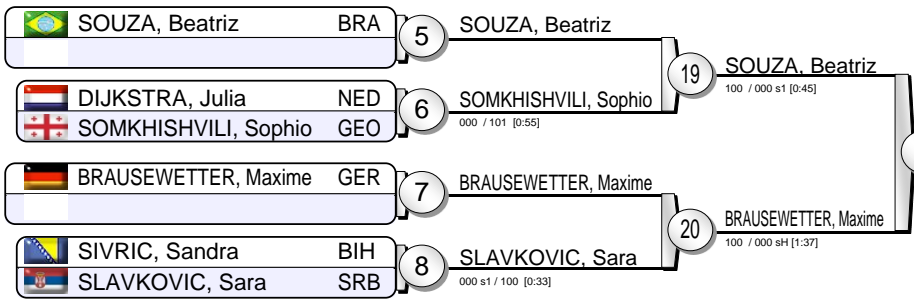 SOUZA, Beatriz BRA
5
SOUZA, Beatriz
DIJKSTRA, Julia NED
SOMKHISHVILI, Sophio GEO
6
SOMKHISHVILI, Sophio
000 / 101 [0:55]
19
SOUZA, Beatriz
100 / 000 s1 [0:45]
BRAUSEWETTER, Maxime GER
7
BRAUSEWETTER, Maxime
SIVRIC, Sandra BIH
SLAVKOVIC, Sara SRB
8
SLAVKOVIC, Sara
000 s1 / 100 [0:33]
20
BRAUSEWETTER, Maxime
100 / 000 sH [1:37]